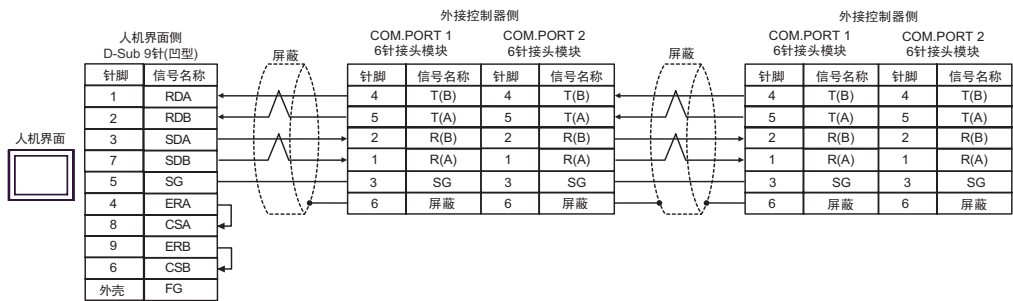 人机界面
人机界面侧
D-Sub 9针(凹型)
针脚 信号名称
1 RDA
2 RDB
3 SDA
7 SDB
5 SG
4 ERA
8 CSA
9 ERB
6 CSB
外壳 FG
屏蔽
外接控制器侧
COM.PORT 1 COM.PORT 2
6针接头模块 6针接头模块
针脚 信号名称 针脚 信号名称
4 T(B) 4 T(B)
5 T(A) 5 T(A)
2 R(B) 2 R(B)
1 R(A) 1 R(A)
3 SG 3 SG
6 屏蔽 6 屏蔽
屏蔽
外接控制器侧
COM.PORT 1 COM.PORT 2
6针接头模块 6针接头模块
针脚 信号名称 针脚 信号名称
4 T(B) 4 T(B)
5 T(A) 5 T(A)
2 R(B) 2 R(B)
1 R(A) 1 R(A)
3 SG 3 SG
6 屏蔽 6 屏蔽